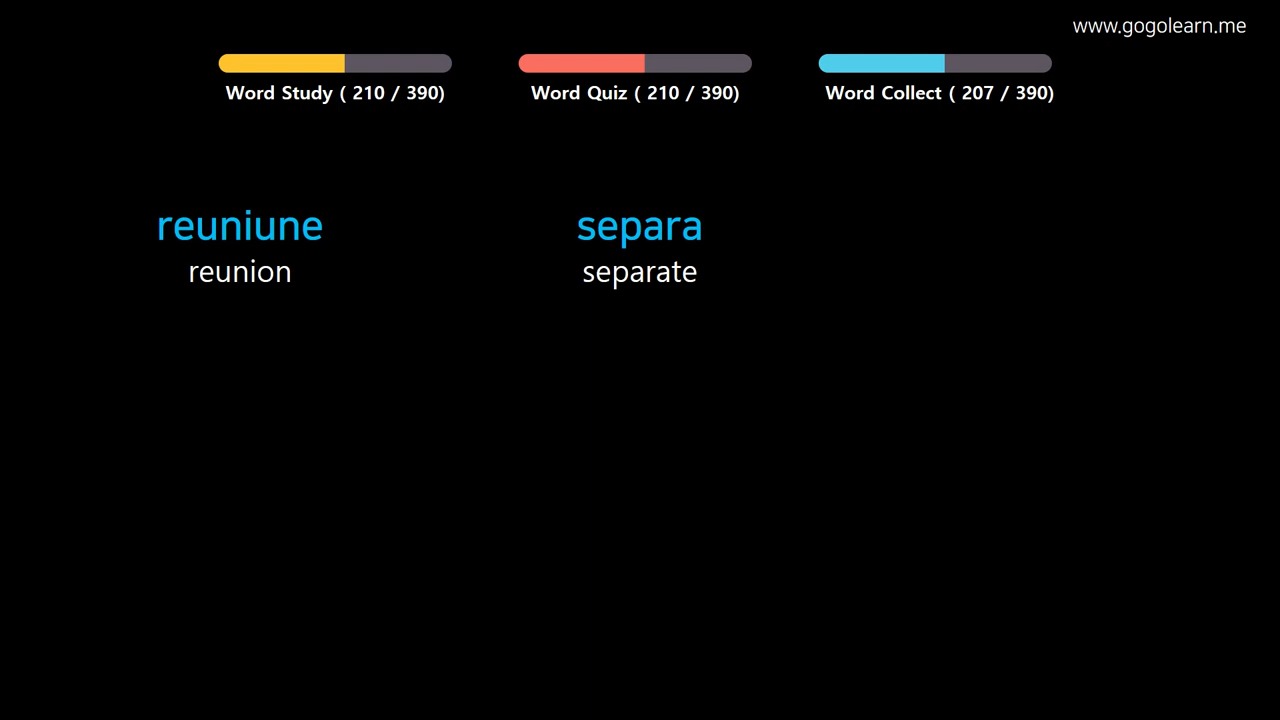 www.gogolearn.me
Word Study ( 210 / 390)
Word Quiz ( 210 / 390)
Word Collect ( 207 / 390)
reuniune
reunion
separa
separate